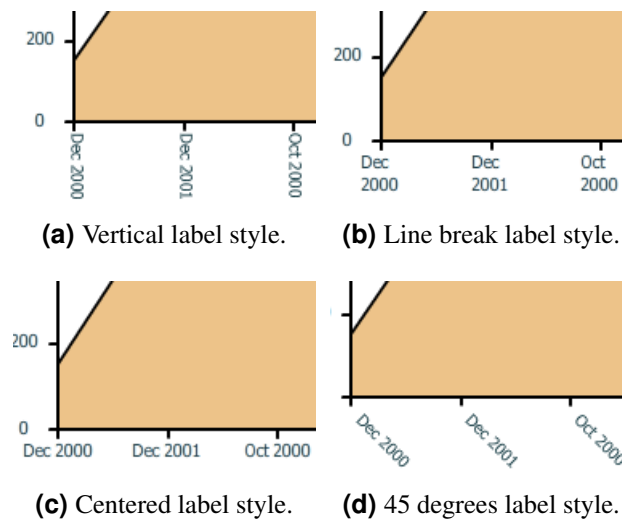 200
0
Dec 2000
Dec 2001
Oct 2000
(a) Vertical label style.
200
0
Dec
2000
Dec
2001
Oct
2000
(b) Line break label style.
200
0
Dec 2000
Dec 2001
Oct 2000
(c) Centered label style.
Dec 2000
Dec 2001
Oct 2000
(d) 45 degrees label style.